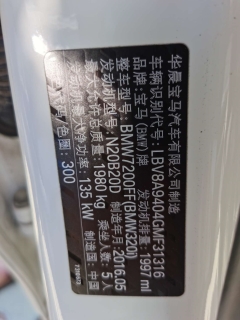 华晨宝马汽车有限公司制造
宝马(BMW)牌
车辆识别代号: LBV8A9404GMF31316
整车型号: BMW7200FF(BMW320i)
发动机型号: N20B20D 发动机排量: 1997 ml
最大允许总质量: 1980 kg 制造年月: 2016.05
发动机最大净功率: 135 kW 乘坐人数: 5人
色圈: 300 制造国: 中国